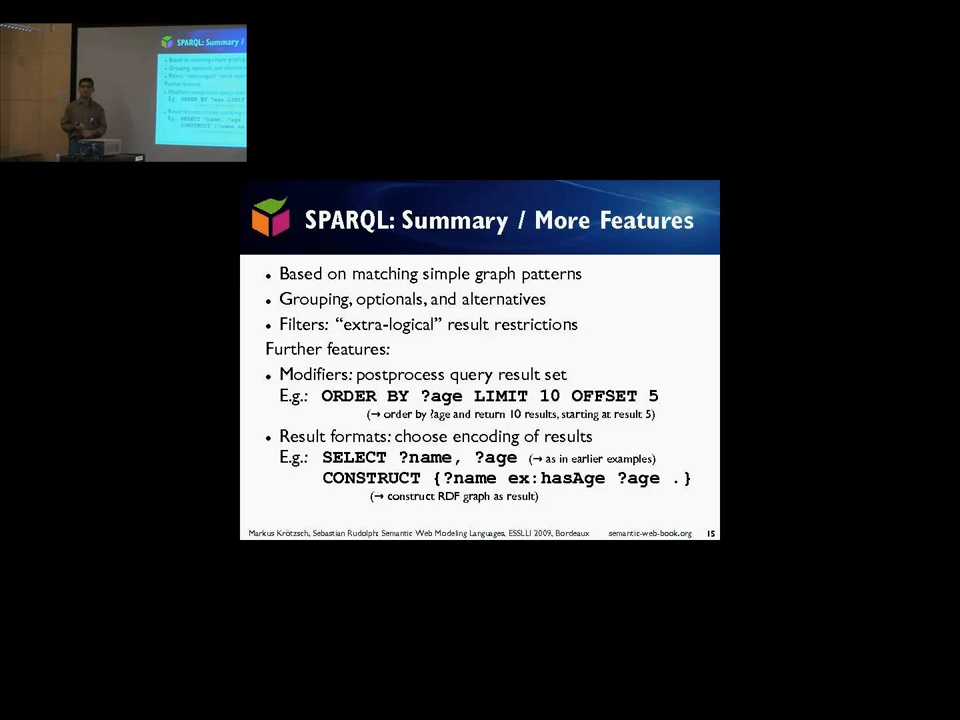 SPARQL: Summary /
SPARQL: Summary / More Features
• Based on matching simple graph patterns
• Grouping, optionals, and alternatives
• Filters: “extra-logical” result restrictions
Further features:
• Modifiers: postprocess query result set
E.g.: ORDER BY ?age LIMIT 10 OFFSET 5
(→ order by ?age and return 10 results, starting at result 5)
• Result formats: choose encoding of results
E.g.: SELECT ?name, ?age (→ as in earlier examples)
CONSTRUCT {?name ex:hasAge ?age .}
(→ construct RDF graph as result)
Markus Krötzsch, Sebastian Rudolph: Semantic Web Modeling Languages, ESSLLI 2009, Bordeaux semantic-web-book.org 15